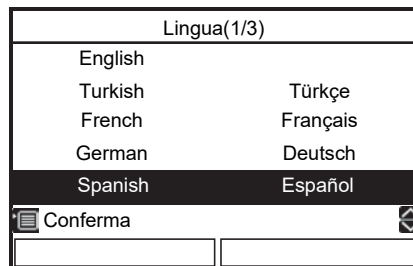 Lingua(1/3)
English
Turkish Türkçe
French Français
German Deutsch
Spanish Español
Conferma